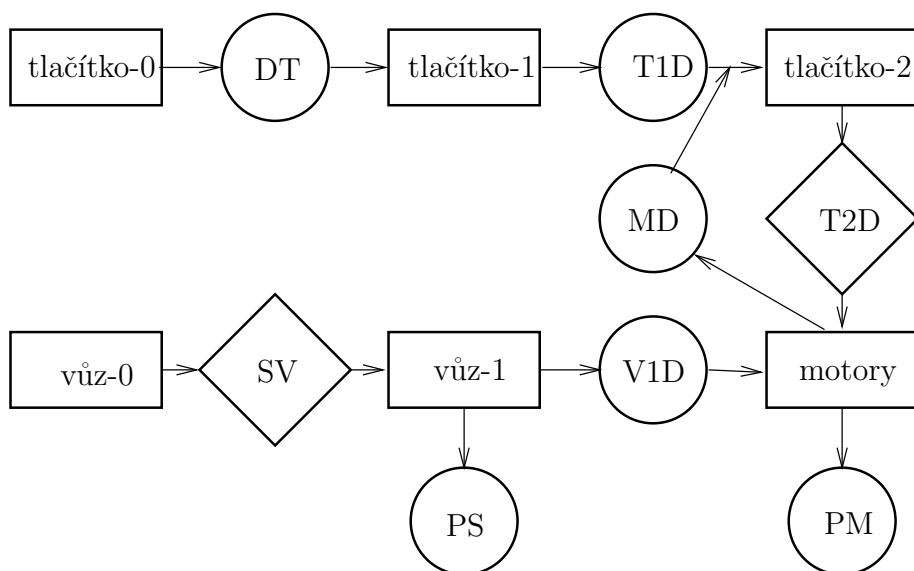 tlačítko-0
DT
tlačítko-1
T1D
tlačítko-2
MD
T2D
vůz-0
SV
vůz-1
V1D
motory
PS
PM